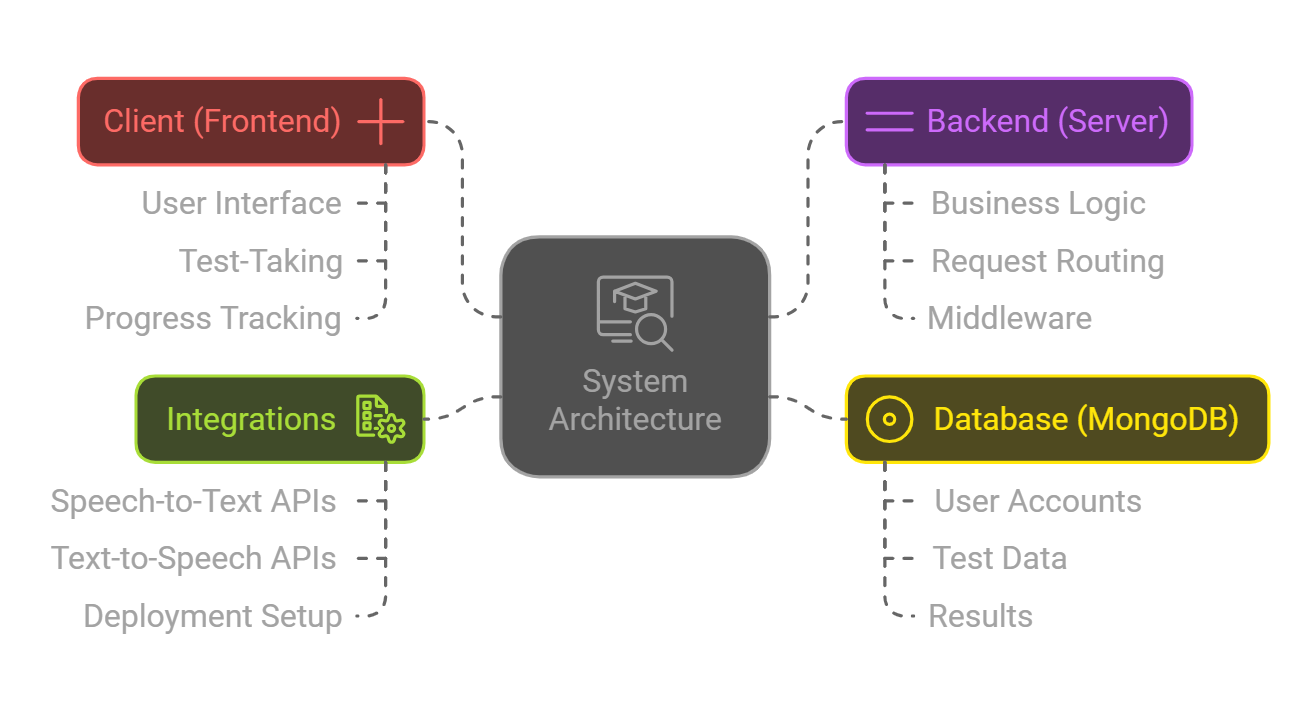 Client (Frontend)
User Interface
Test-Taking
Progress Tracking
Integrations
Speech-to-Text APIs
Text-to-Speech APIs
Deployment Setup
System
Architecture
Backend (Server)
Business Logic
Request Routing
Middleware
Database (MongoDB)
User Accounts
Test Data
Results